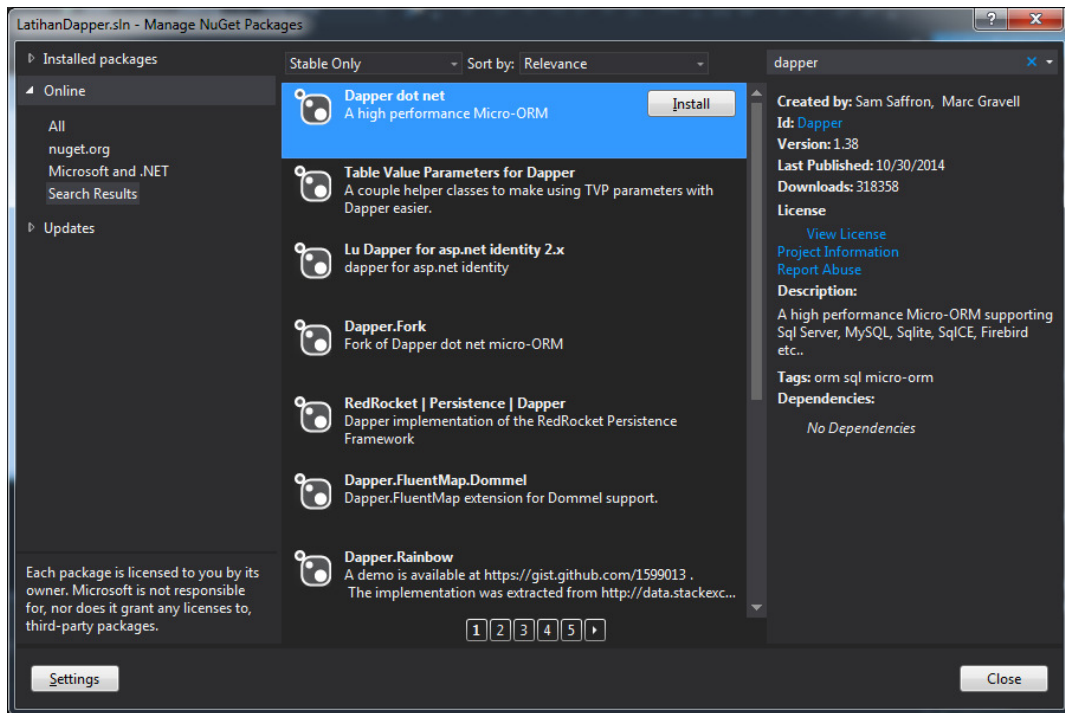 LatihanDapper.sln - Manage NuGet Packages
?
X
Installed packages
Online
All
nuget.org
Microsoft and .NET
Search Results
Updates
Each package is licensed to you by its
owner. Microsoft is not responsible
for, nor does it grant any licenses to,
third-party packages.
Stable Only
Sort by: Relevance
Dapper dot net
A high performance Micro-ORM
Install
Table Value Parameters for Dapper
A couple helper classes to make using TVP parameters with
Dapper easier.
Lu Dapper for asp.net identity 2.x
dapper for asp.net identity
Dapper.Fork
Fork of Dapper dot net micro-ORM
RedRocket | Persistence | Dapper
Dapper implementation of the RedRocket Persistence
Framework
Dapper.FluentMap.Dommel
Dapper.FluentMap extension for Dommel support.
Dapper.Rainbow
A demo is available at https://gist.github.com/1599013 .
The implementation was extracted from http://data.stackexc...
1 2 3 4 5
dapper
Created by: Sam Saffron, Marc Gravell
Id: Dapper
Version: 1.38
Last Published: 10/30/2014
Downloads: 318358
License
View License
Project Information
Report Abuse
Description:
A high performance Micro-ORM supporting
Sql Server, MySQL, Sqlite, SqlCE, Firebird
etc..
Tags: orm sql micro-orm
Dependencies:
No Dependencies
Settings
Close